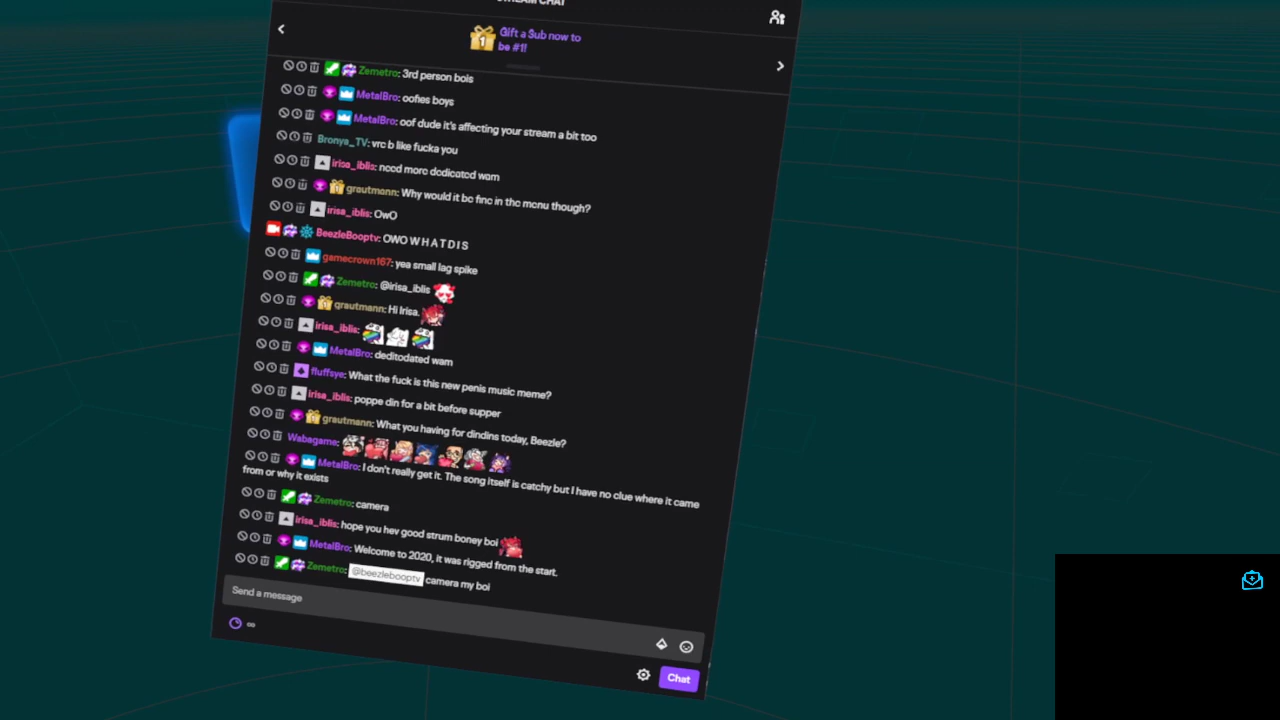 STREAM CHAT
Gift a Sub now to
be #1!
1
Zemetro: 3rd person bois
MetalBro: oofies boys
MetalBro: oof dude it's affecting your stream a bit too
Bronya_TV: vrc b like fucka you
irisa_iblis: need more dedicated wam
1 grautmann: Why would it be fine in the menu though?
irisa_iblis: OwO
BeezleBooptv: OWO W H A T D I S
gamecrown167: yea small lag spike
Zemetro: @irisa_iblis
1 grautmann: Hi Irisa.
irisa_iblis:
MetalBro: deditodated wam
fluffsye: What the fuck is this new penis music meme?
irisa_iblis: poppe din for a bit before supper
1 grautmann: What you having for dindins today, Beezle?
Wabagame:
MetalBro: I don't really get it. The song itself is catchy but I have no clue where it came
from or why it exists
Zemetro: camera
irisa_iblis: hope you hev good strum boney boi
MetalBro: Welcome to 2020, it was rigged from the start.
Zemetro: @beezlebooptv camera my boi
Send a message
∞
Chat